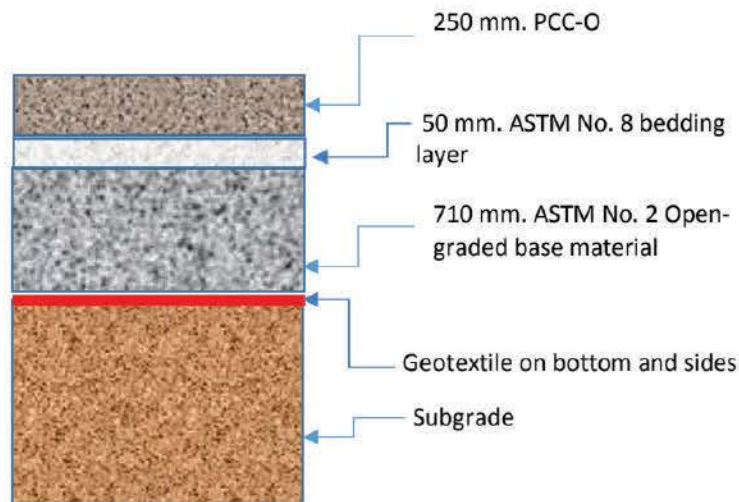 250 mm. PCC-O
50 mm. ASTM No. 8 bedding
layer
710 mm. ASTM No. 2 Open-
graded base material
Geotextile on bottom and sides
Subgrade